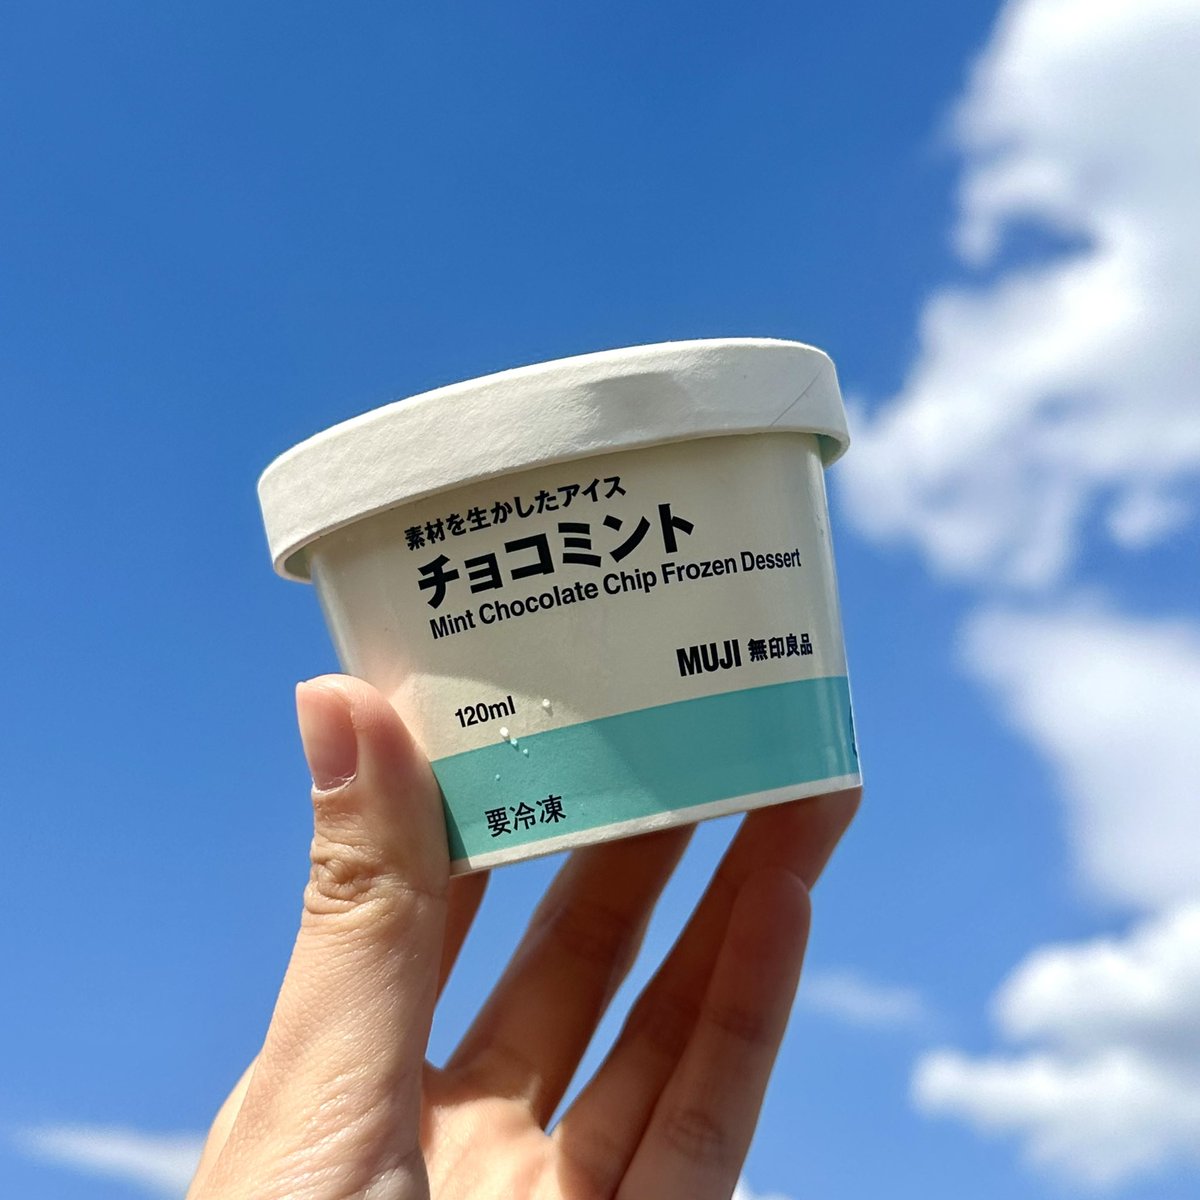 素材を生かしたアイス
チョコミント
Mint Chocolate Chip Frozen Dessert
MUJI 無印良品
120ml
要冷凍